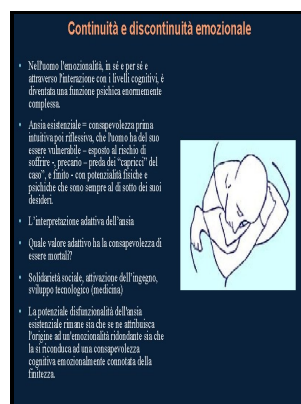 Continuità e discontinuità emozionale
• Nell'uomo l'emozionalità, in sé e per sé e
attraverso l'interazione con i livelli cognitivi, è
diventata una funzione psichica enormemente
complessa.
• Ansia esistenziale = consapevolezza prima
intuitiva poi riflessiva, che l'uomo ha del suo
essere vulnerabile – esposto al rischio di
soffrire -, precario – preda dei “capricci” del
caso”, e finito - con potenzialità fisiche e
psichiche che sono sempre al di sotto dei suoi
desideri.
• L’interpretazione adattiva dell’ansia
• Quale valore adattivo ha la consapevolezza di
essere mortali?
• Solidarietà sociale, attivazione dell’ingegno,
sviluppo tecnologico (medicina)
• La potenziale disfunzionalità dell'ansia
esistenziale rimane sia che se ne attribuisca
l'origine ad un'emozionalità ridondante sia che
la si riconduca ad una consapevolezza
cognitiva emozionalmente connotata della
finitezza.